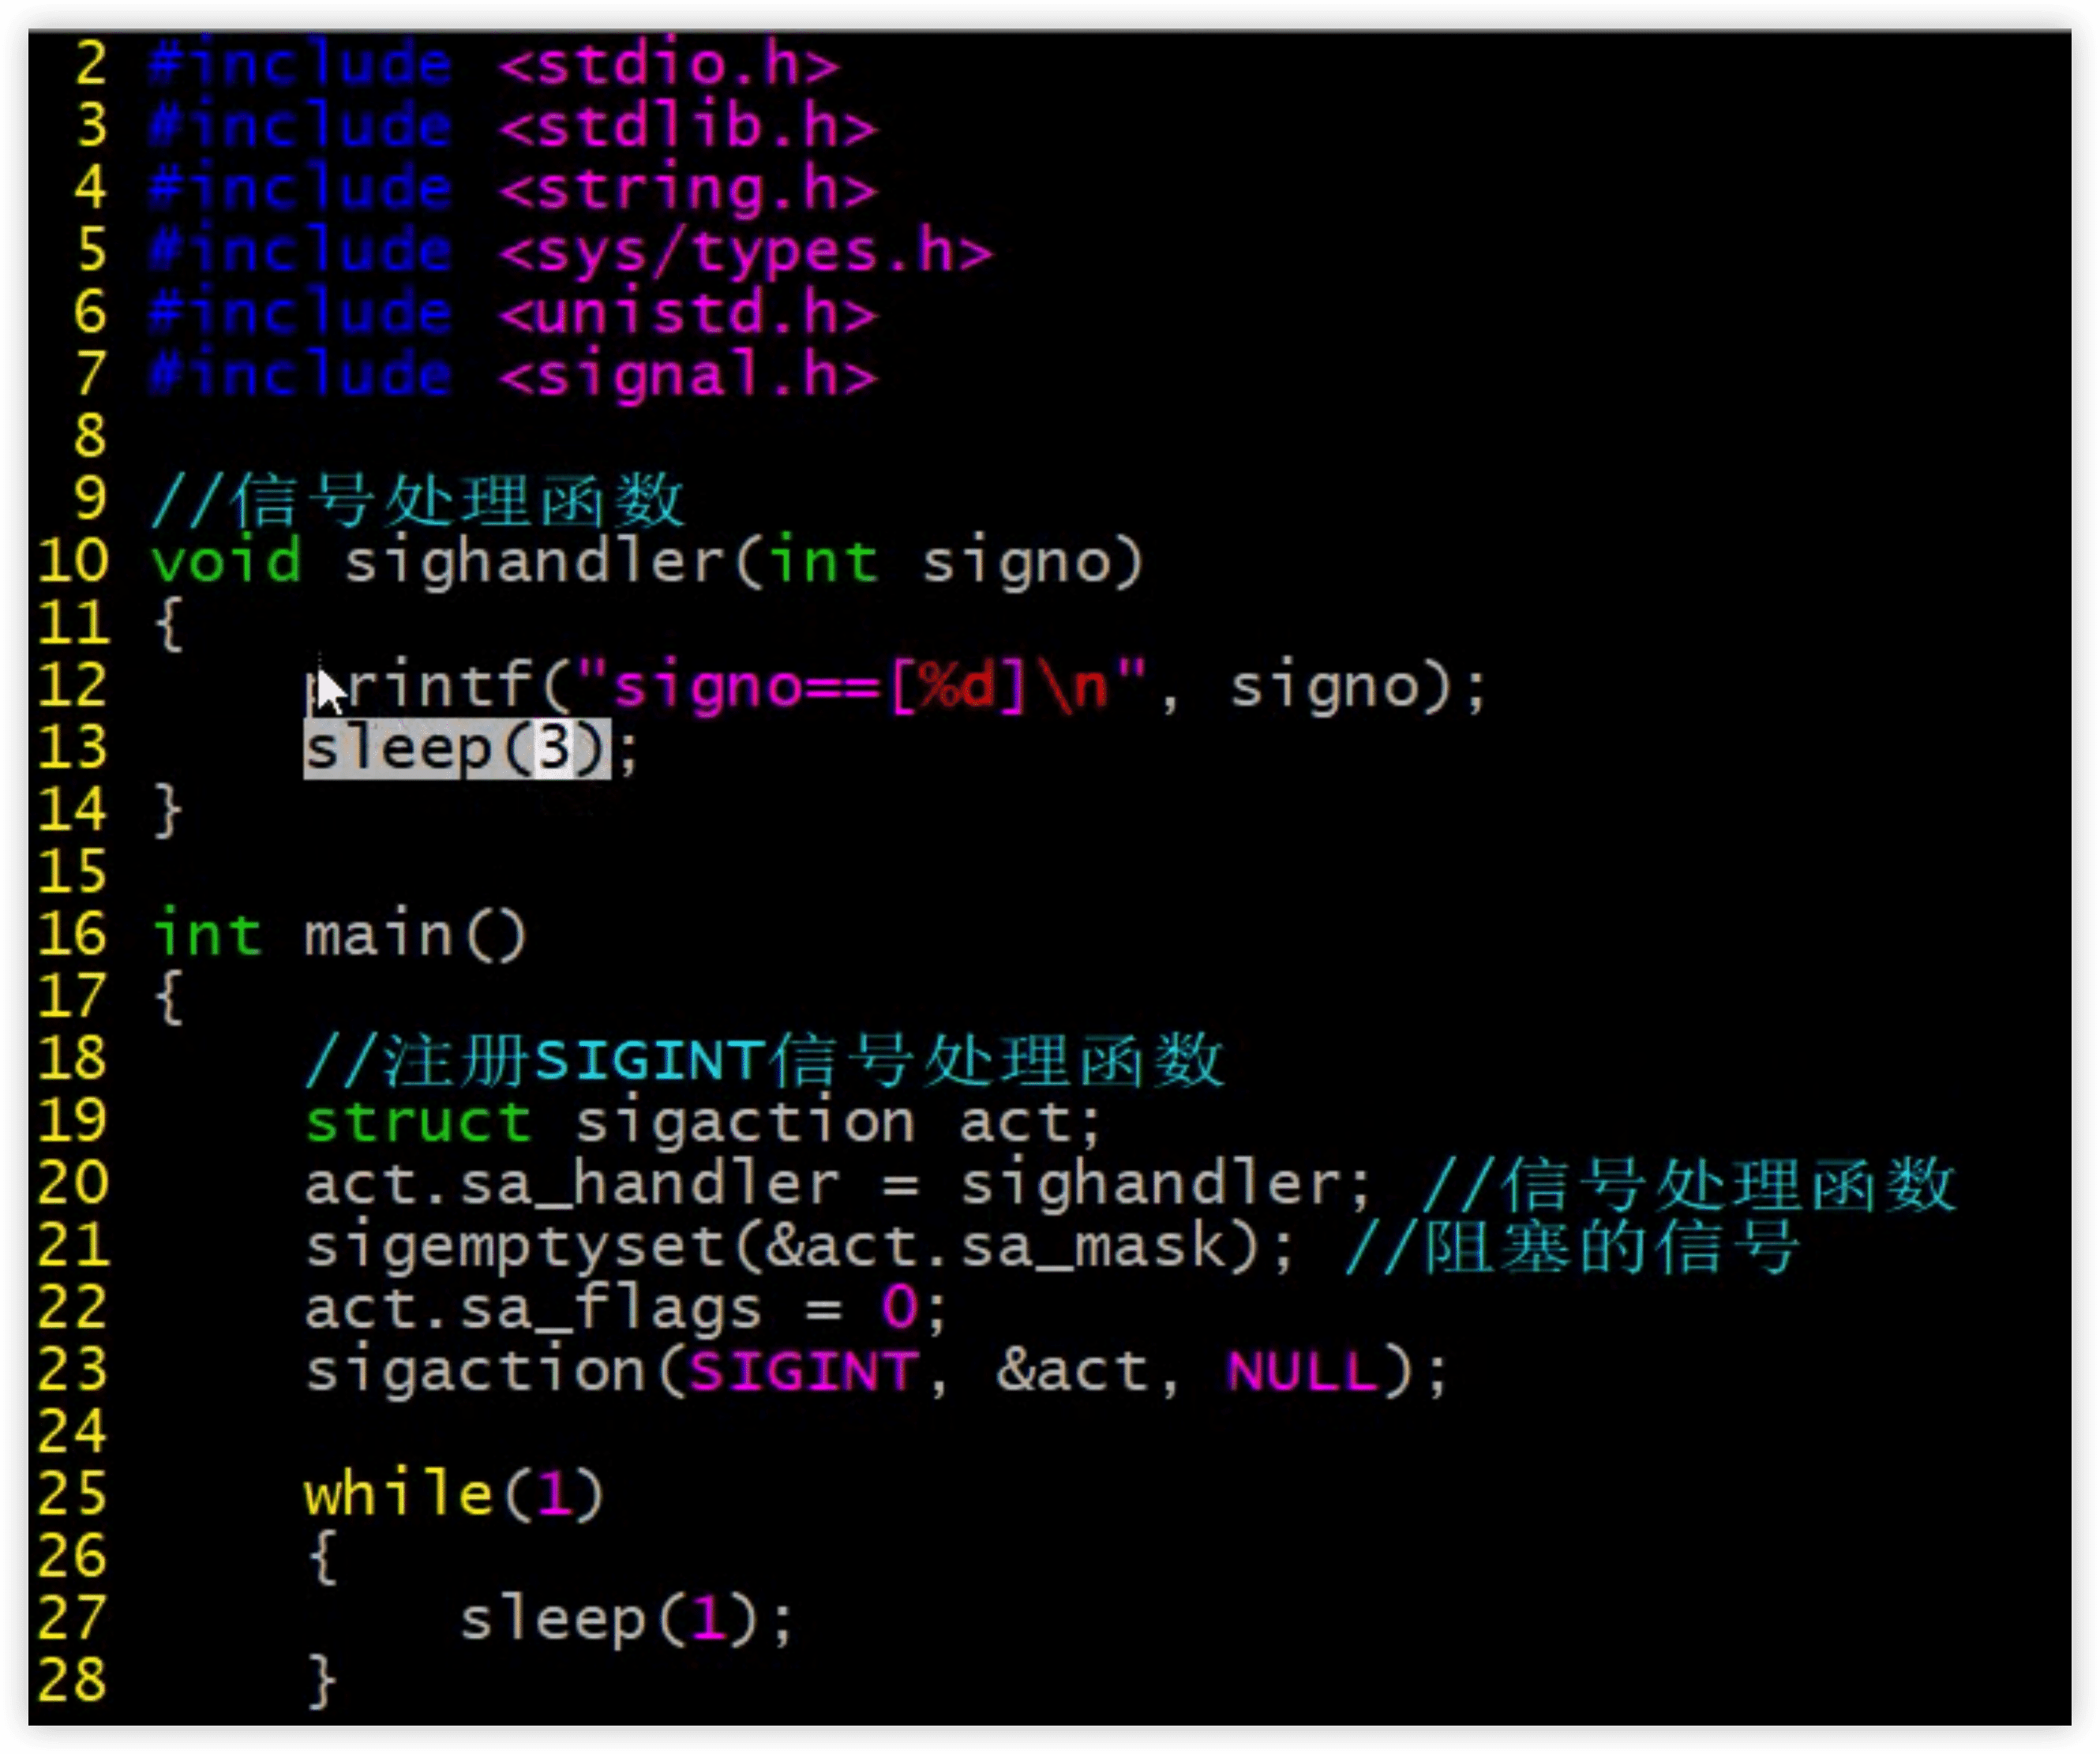 2 #include <stdio.h>
3 #include <stdlib.h>
4 #include <string.h>
5 #include <sys/types.h>
6 #include <unistd.h>
7 #include <signal.h>
8
9 //信号处理函数
10 void sighandler(int signo)
11 {
12     printf("signo==[%d]\n", signo);
13     sleep(3);
14 }
15
16 int main()
17 {
18     //注册SIGINT信号处理函数
19     struct sigaction act;
20     act.sa_handler = sighandler; //信号处理函数
21     sigemptyset(&act.sa_mask); //阻塞的信号
22     act.sa_flags = 0;
23     sigaction(SIGINT, &act, NULL);
24
25     while(1)
26     {
27         sleep(1);
28     }